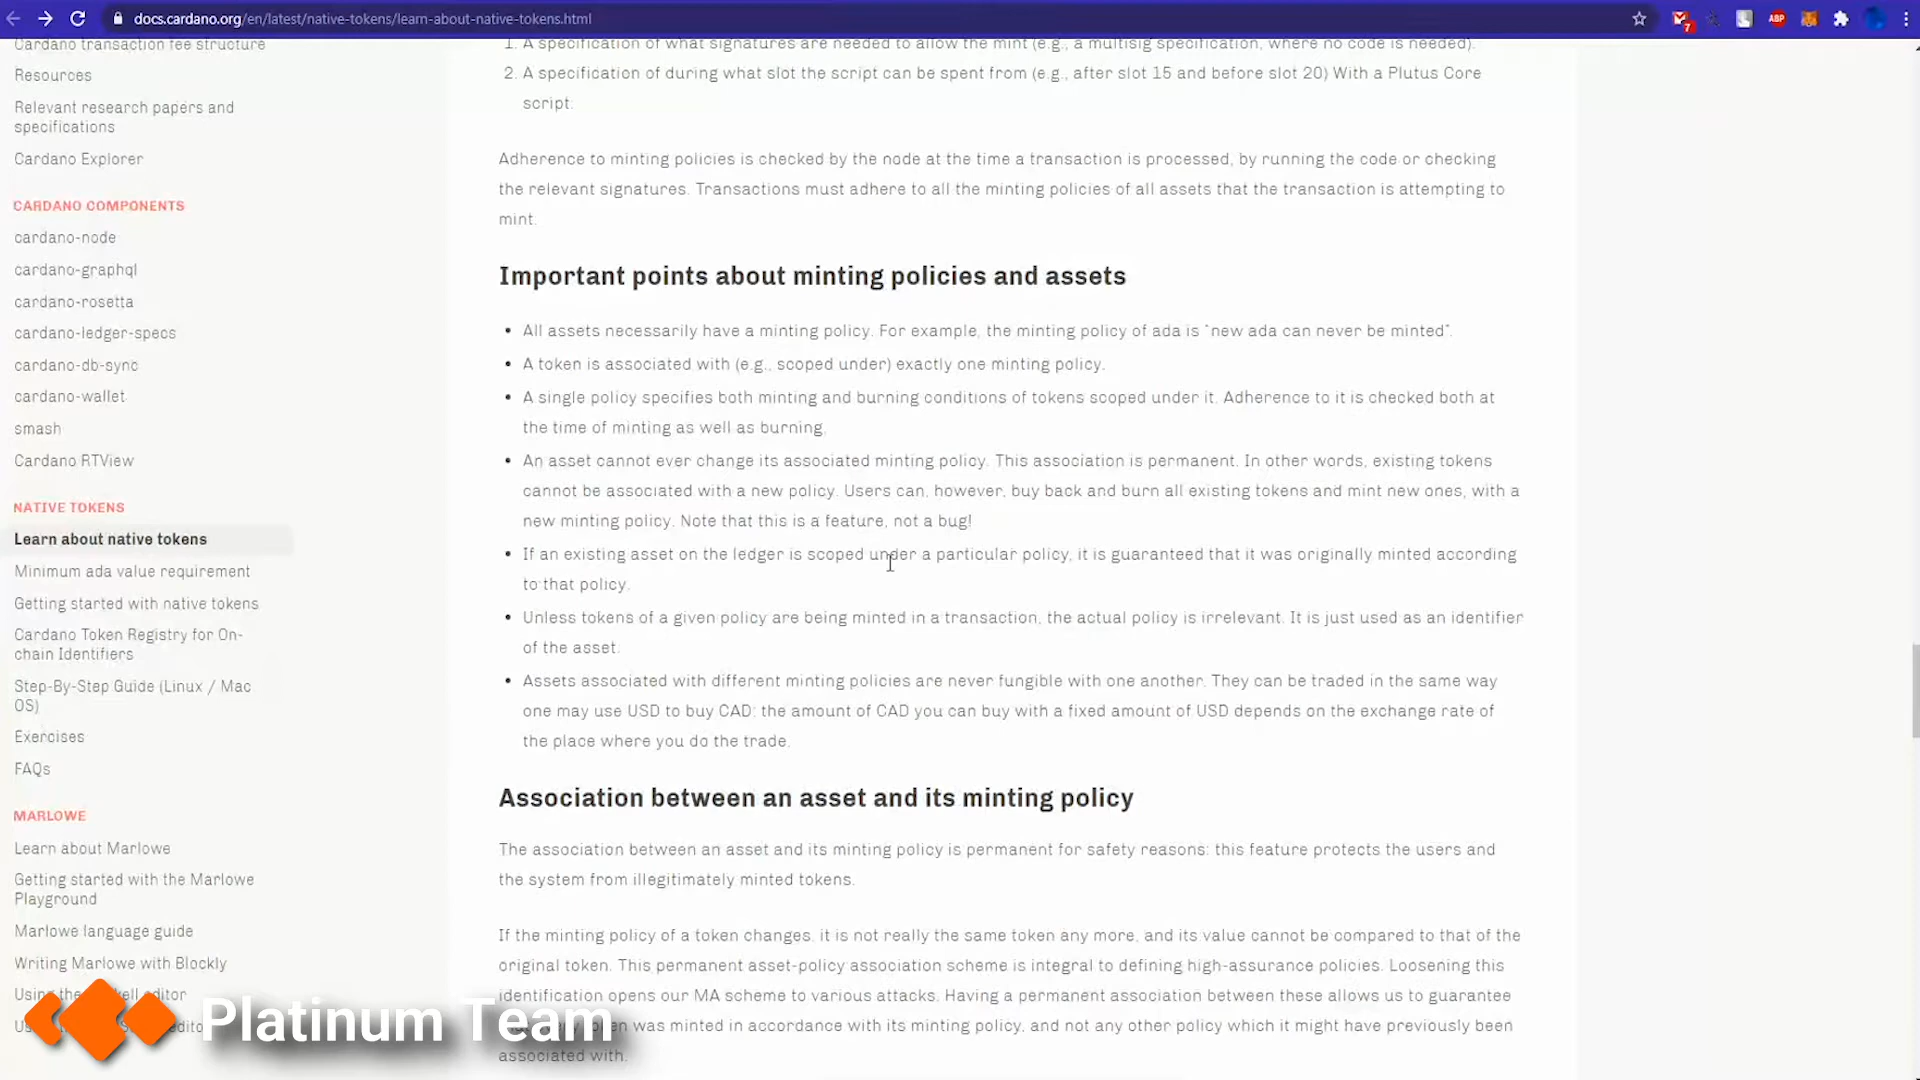 docs.cardano.org/en/latest/native-tokens/learn-about-native-tokens.html
7
ABP
Cardano transaction fee structure
Resources
Relevant research papers and
specifications
Cardano Explorer
CARDANO COMPONENTS
cardano-node
cardano-graphql
cardano-rosetta
cardano-ledger-specs
cardano-db-sync
cardano-wallet
smash
Cardano RTView
NATIVE TOKENS
Learn about native tokens
Minimum ada value requirement
Getting started with native tokens
Cardano Token Registry for On-
chain Identifiers
Step-By-Step Guide (Linux / Mac
OS)
Exercises
FAQs
MARLOWE
Learn about Marlowe
Getting started with the Marlowe
Playground
Marlowe language guide
Writing Marlowe with Blockly
Using the editor
1. A specification of what signatures are needed to allow the mint (e.g., a multisig specification, where no code is needed).
2. A specification of during what slot the script can be spent from (e.g., after slot 15 and before slot 20) With a Plutus Core
script.
Adherence to minting policies is checked by the node at the time a transaction is processed, by running the code or checking
the relevant signatures. Transactions must adhere to all the minting policies of all assets that the transaction is attempting to
mint.
Important points about minting policies and assets
• All assets necessarily have a minting policy. For example, the minting policy of ada is “new ada can never be minted”.
• A token is associated with (e.g., scoped under) exactly one minting policy.
• A single policy specifies both minting and burning conditions of tokens scoped under it. Adherence to it is checked both at
the time of minting as well as burning.
• An asset cannot ever change its associated minting policy. This association is permanent. In other words, existing tokens
cannot be associated with a new policy. Users can, however, buy back and burn all existing tokens and mint new ones, with a
new minting policy. Note that this is a feature, not a bug!
• If an existing asset on the ledger is scoped under a particular policy, it is guaranteed that it was originally minted according
to that policy.
• Unless tokens of a given policy are being minted in a transaction, the actual policy is irrelevant. It is just used as an identifier
of the asset.
• Assets associated with different minting policies are never fungible with one another. They can be traded in the same way
one may use USD to buy CAD: the amount of CAD you can buy with a fixed amount of USD depends on the exchange rate of
the place where you do the trade.
Association between an asset and its minting policy
The association between an asset and its minting policy is permanent for safety reasons: this feature protects the users and
the system from illegitimately minted tokens.
If the minting policy of a token changes, it is not really the same token any more, and its value cannot be compared to that of the
original token. This permanent asset-policy association scheme is integral to defining high-assurance policies. Loosening this
identification opens our MA scheme to various attacks. Having a permanent association between these allows us to guarantee
was minted in accordance with its minting policy, and not any other policy which it might have previously been
associated with.
Platinum Team